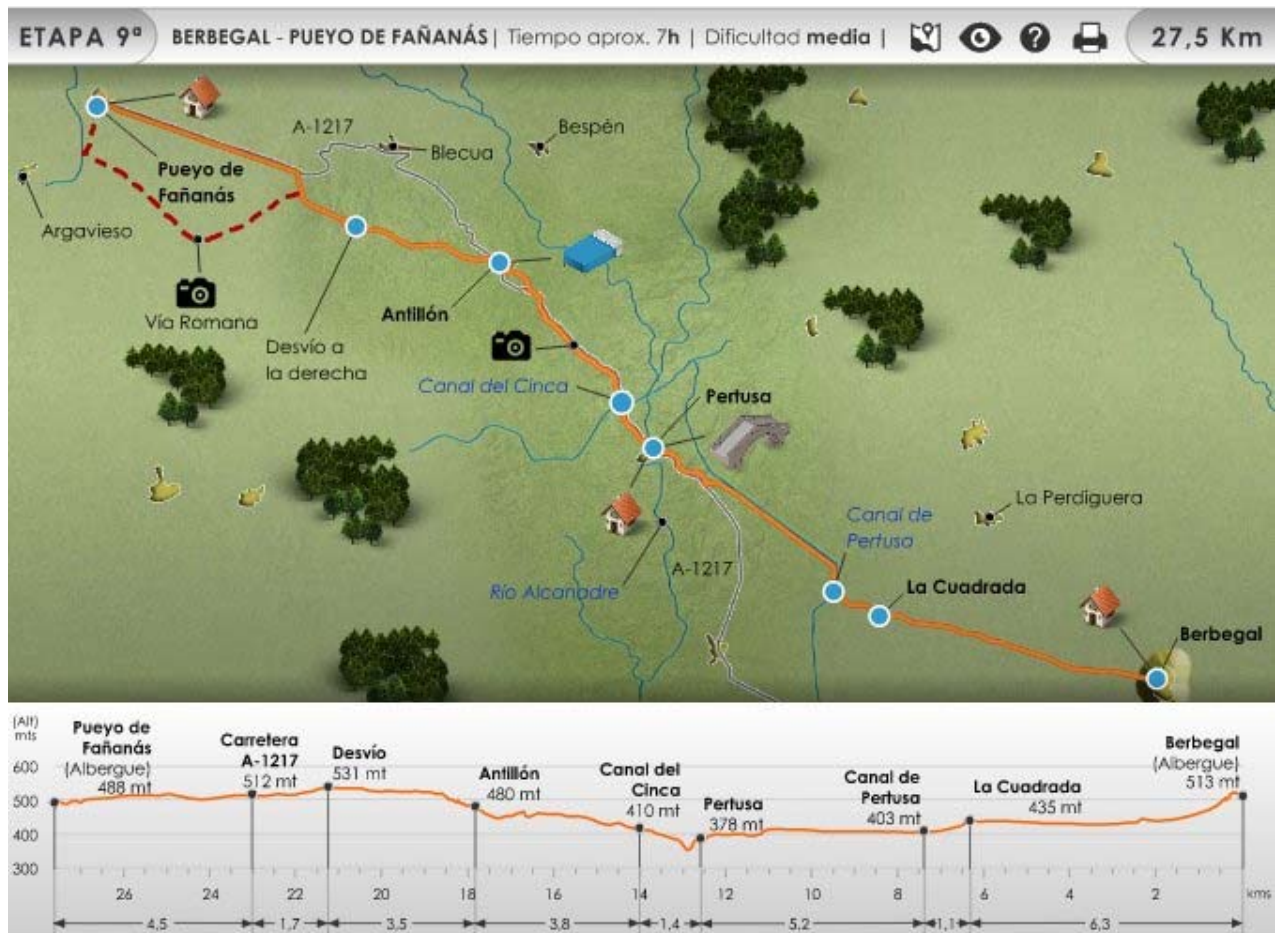 ETAPA 9ª
BERBEGAL - PUEYO DE FAÑANÁS | Tiempo aprox. 7h | Dificultad media |
27,5 Km
A-1217
Blecua
Bespén
Pueyo de
Fañanás
Argavieso
Vía Romana
Desvío a
la derecha
Antillón
Canal del Cinca
Pertusa
La Perdiguera
Canal de
Pertusa
A-1217
Río Alcanadre
La Cuadrada
Berbegal
(Alt)
mts
600
500
400
300
Pueyo de
Fañanás
(Albergue)
488 mt
Carretera
A-1217
512 mt
Desvío
531 mt
Antillón
480 mt
Canal del
Cinca
410 mt
Pertusa
378 mt
Canal de
Pertusa
403 mt
La Cuadrada
435 mt
Berbegal
(Albergue)
513 mt
26 24 22 20 18 16 14 12 10 8 6 4 2 kms
4,5 1,7 3,5 3,8 1,4 5,2 1,1 6,3